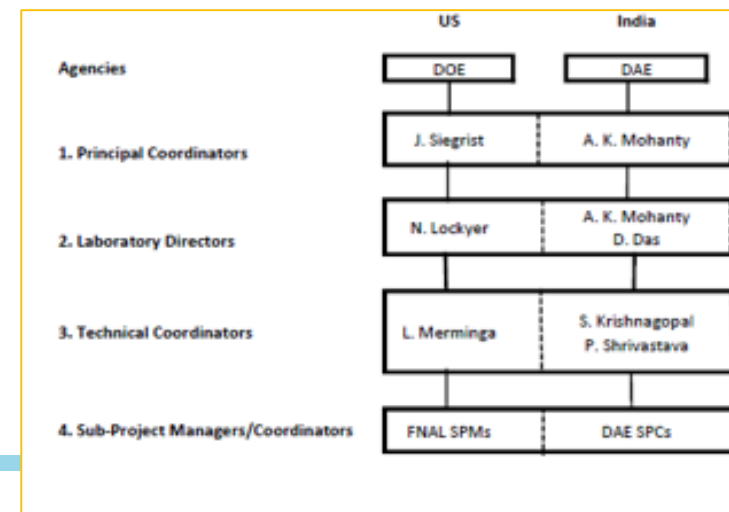 US India
Agencies DOE DAE
1. Principal Coordinators J. Siegrist A. K. Mohanty
2. Laboratory Directors N. Lockyer A. K. Mohanty
D. Das
3. Technical Coordinators L. Merminga S. Krishnagopal
P. Shrivastava
4. Sub-Project Managers/Coordinators FNAL SPMs DAE SPCs